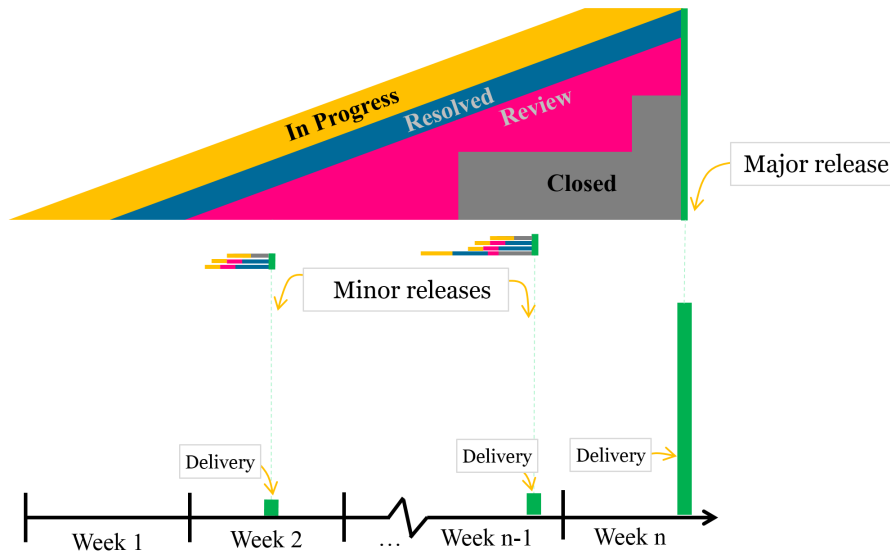 In Progress
Resolved
Review
Closed
Major release
Minor releases
Delivery
Delivery
Delivery
Week 1
Week 2
...
Week n-1
Week n